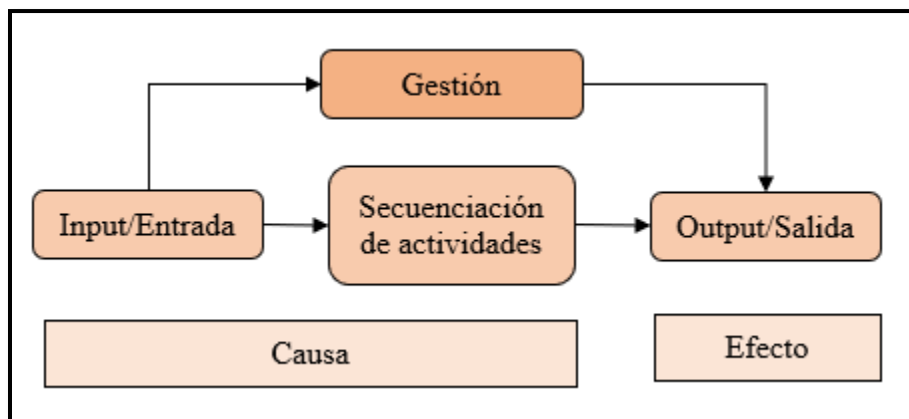 Gestión
Input/Entrada
Secuenciación
de actividades
Output/Salida
Causa
Efecto